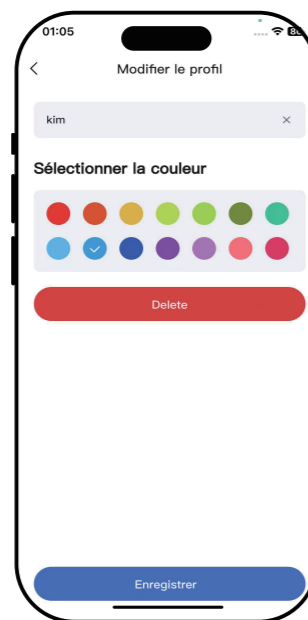 01:05
Modifier le profil
kim
Sélectionner la couleur
Delete
Enregistrer